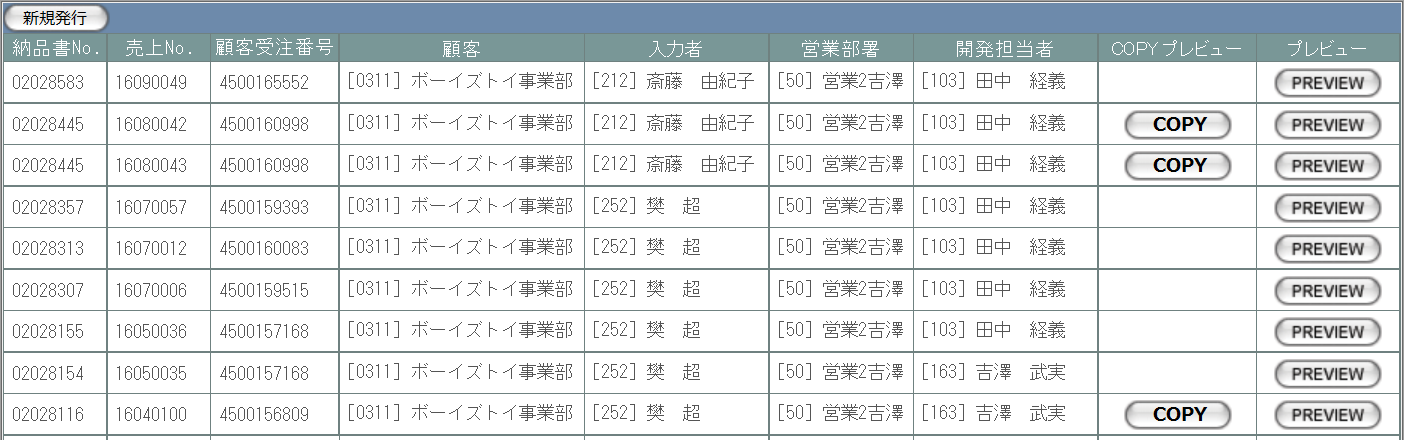 新規発行
納品書No. 売上No. 顧客受注番号 顧客 入力者 営業部署 開発担当者 COPYプレビュー プレビュー
02028583 16090049 4500165552 [0311] ボーイズトイ事業部 [212] 斎藤　由紀子 [50] 営業2吉澤 [103] 田中　経義 PREVIEW
02028445 16080042 4500160998 [0311] ボーイズトイ事業部 [212] 斎藤　由紀子 [50] 営業2吉澤 [103] 田中　経義 COPY PREVIEW
02028445 16080043 4500160998 [0311] ボーイズトイ事業部 [212] 斎藤　由紀子 [50] 営業2吉澤 [103] 田中　経義 COPY PREVIEW
02028357 16070057 4500159393 [0311] ボーイズトイ事業部 [252] 樊　超 [50] 営業2吉澤 [103] 田中　経義 PREVIEW
02028313 16070012 4500160083 [0311] ボーイズトイ事業部 [252] 樊　超 [50] 営業2吉澤 [103] 田中　経義 PREVIEW
02028307 16070006 4500159515 [0311] ボーイズトイ事業部 [252] 樊　超 [50] 営業2吉澤 [103] 田中　経義 PREVIEW
02028155 16050036 4500157168 [0311] ボーイズトイ事業部 [252] 樊　超 [50] 営業2吉澤 [103] 田中　経義 PREVIEW
02028154 16050035 4500157168 [0311] ボーイズトイ事業部 [252] 樊　超 [50] 営業2吉澤 [163] 吉澤　武実 PREVIEW
02028116 16040100 4500156809 [0311] ボーイズトイ事業部 [252] 樊　超 [50] 営業2吉澤 [163] 吉澤　武実 COPY PREVIEW